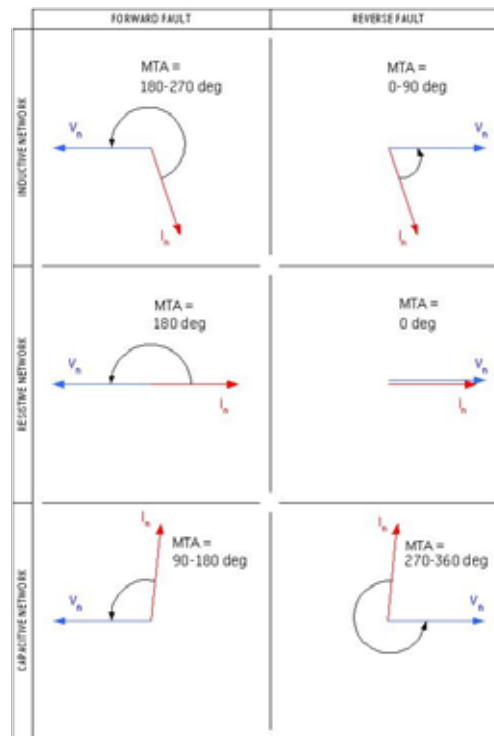 FORWARD FAULT
REVERSE FAULT
INDUCTIVE NETWORK
MTA =
180-270 deg
Vn
In
MTA =
0-90 deg
Vn
In
RESISTIVE NETWORK
MTA =
180 deg
Vn
In
MTA =
0 deg
Vn
In
CAPACITIVE NETWORK
In
MTA =
90-180 deg
Vn
In
MTA =
270-360 deg
Vn